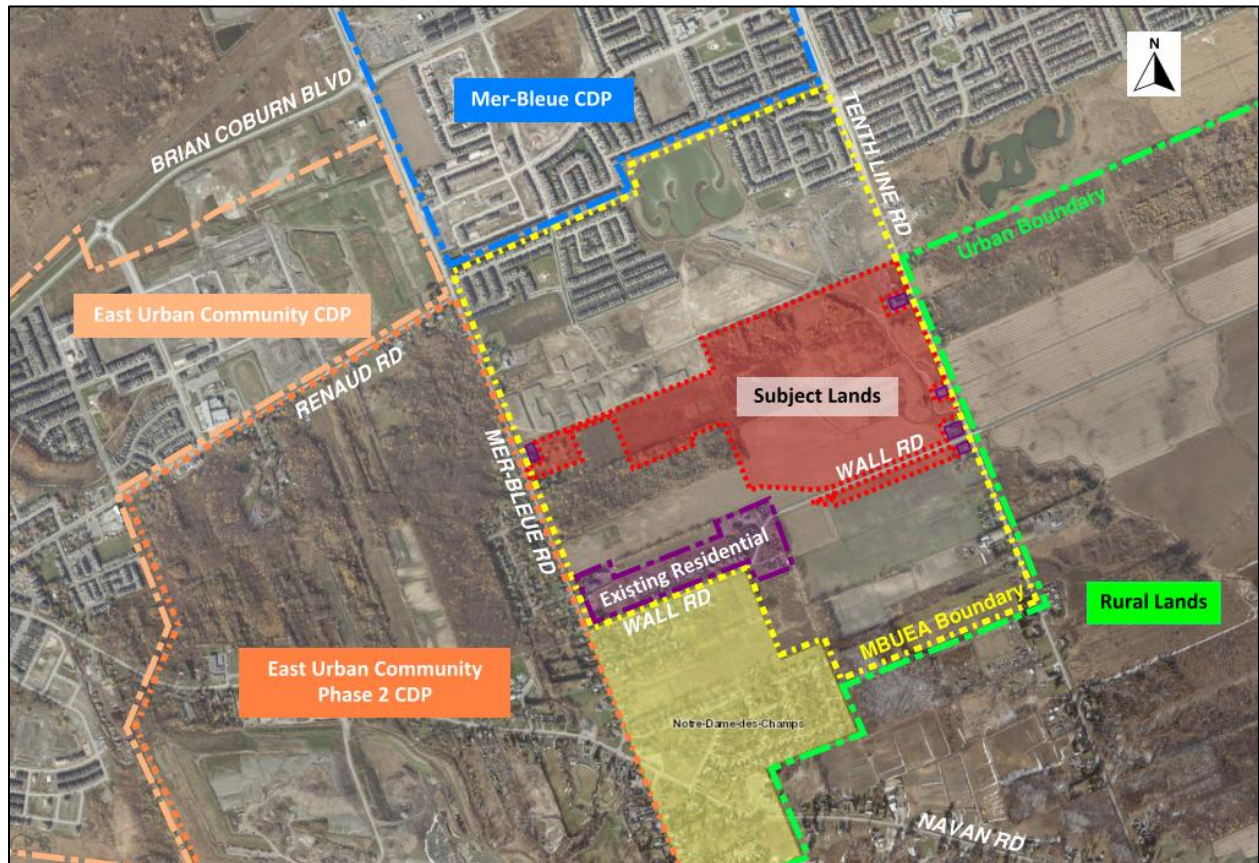 N
Mer-Bleue CDP
BRIAN COBURN BLVD
TENTH LINE RD
Urban Boundary
East Urban Community CDP
RENAUD RD
Subject Lands
MER-BLEUE RD
WALL RD
Existing Residential
WALL RD
MBUEA Boundary
Rural Lands
East Urban Community
Phase 2 CDP
Notre-Dame-des-Champs
NAVAN RD